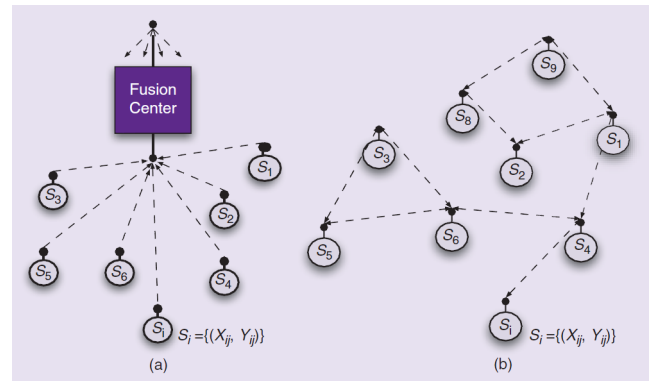 Fusion
Center
S₃
S₁
S₂
S₅
S₆
S₄
Sᵢ
Sᵢ ={(Xᵢⱼ, Yᵢⱼ)}
(a)
S₉
S₈
S₁
S₃
S₂
S₅
S₆
S₄
Sᵢ
Sᵢ ={(Xᵢⱼ, Yᵢⱼ)}
(b)